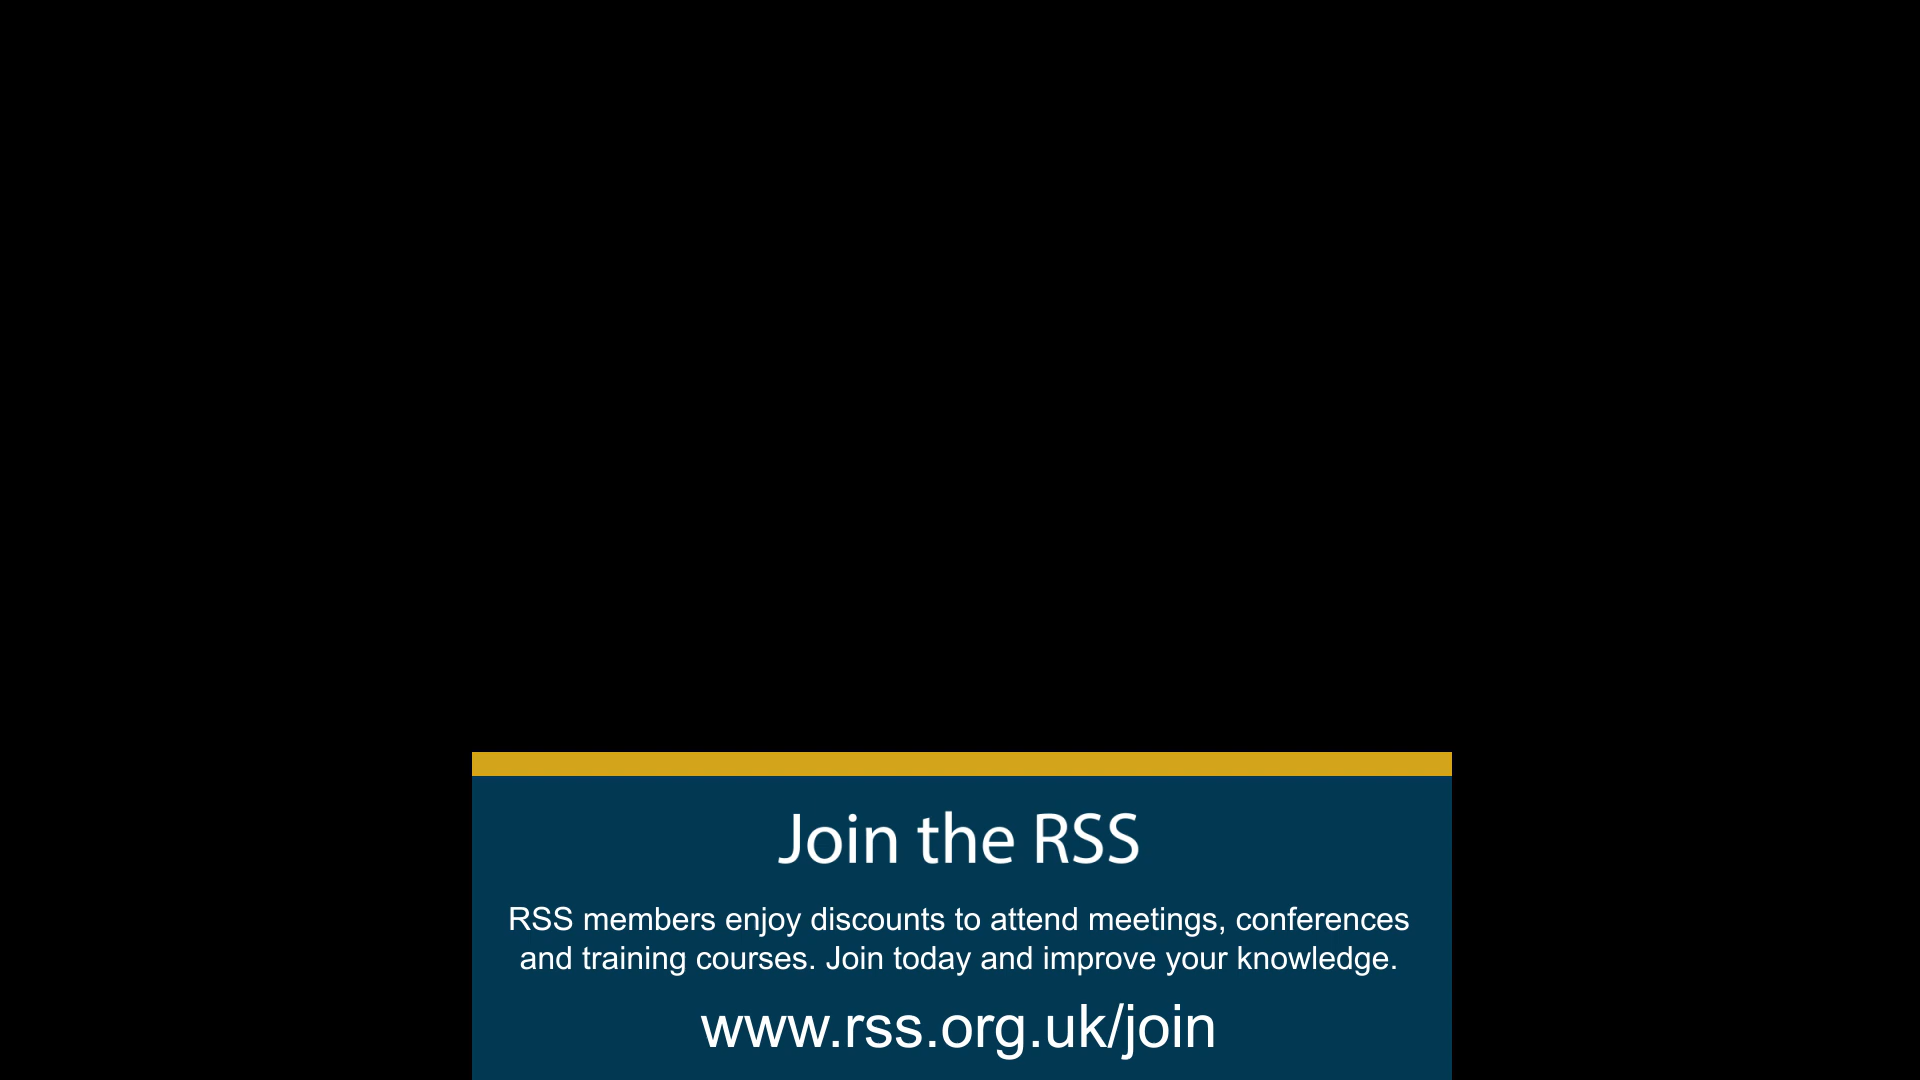 Join the RSS
RSS members enjoy discounts to attend meetings, conferences
and training courses. Join today and improve your knowledge.
www.rss.org.uk/join